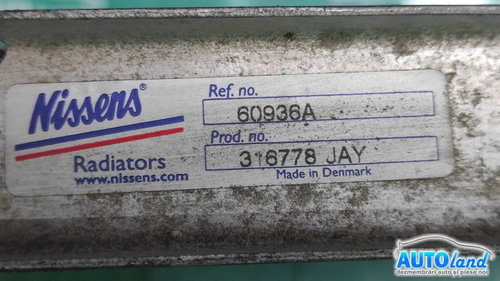 Nissens®
Radiators
www.nissens.com
Ref. no.
60936A
Prod. no.
316778 JAY
Made in Denmark
AUTOland
dezmembrări auto și piese noi